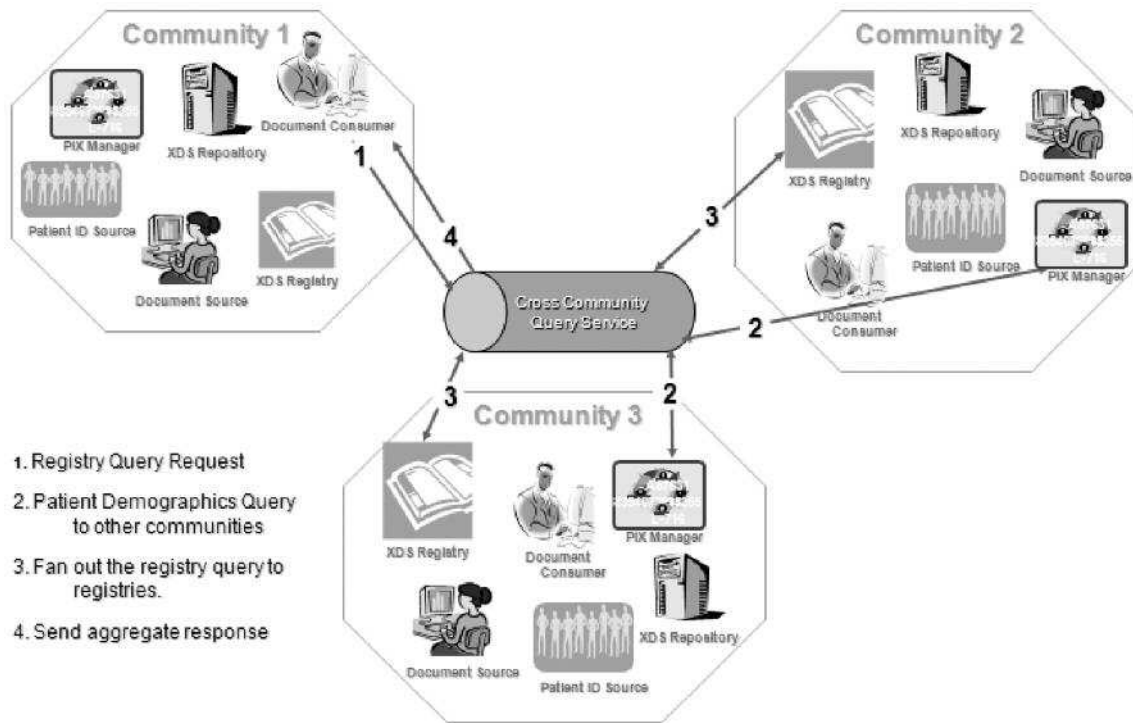 Community 1
PIX Manager
XDS Repository
Document Consumer
Patient ID Source
Document Source
XDS Registry
1
4
Community 2
XDS Registry
XDS Repository
Document Source
Patient ID Source
PIX Manager
Document
Consumer
3
2
Cross Community
Query Service
3
2
Community 3
XDS Registry
Document
Consumer
PIX Manager
Document Source
Patient ID Source
XDS Repository
1. Registry Query Request
2. Patient Demographics Query
to other communities
3. Fan out the registry query to
registries.
4. Send aggregate response